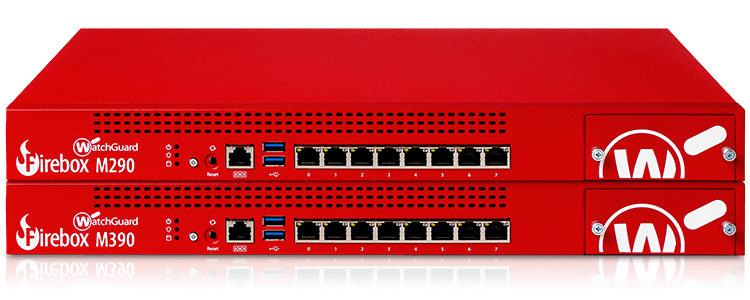 WatchGuard
Firebox M290
Reset
0 1 2 3 4 5 6 7
W
WatchGuard
Firebox M390
Reset
0 1 2 3 4 5 6 7
W